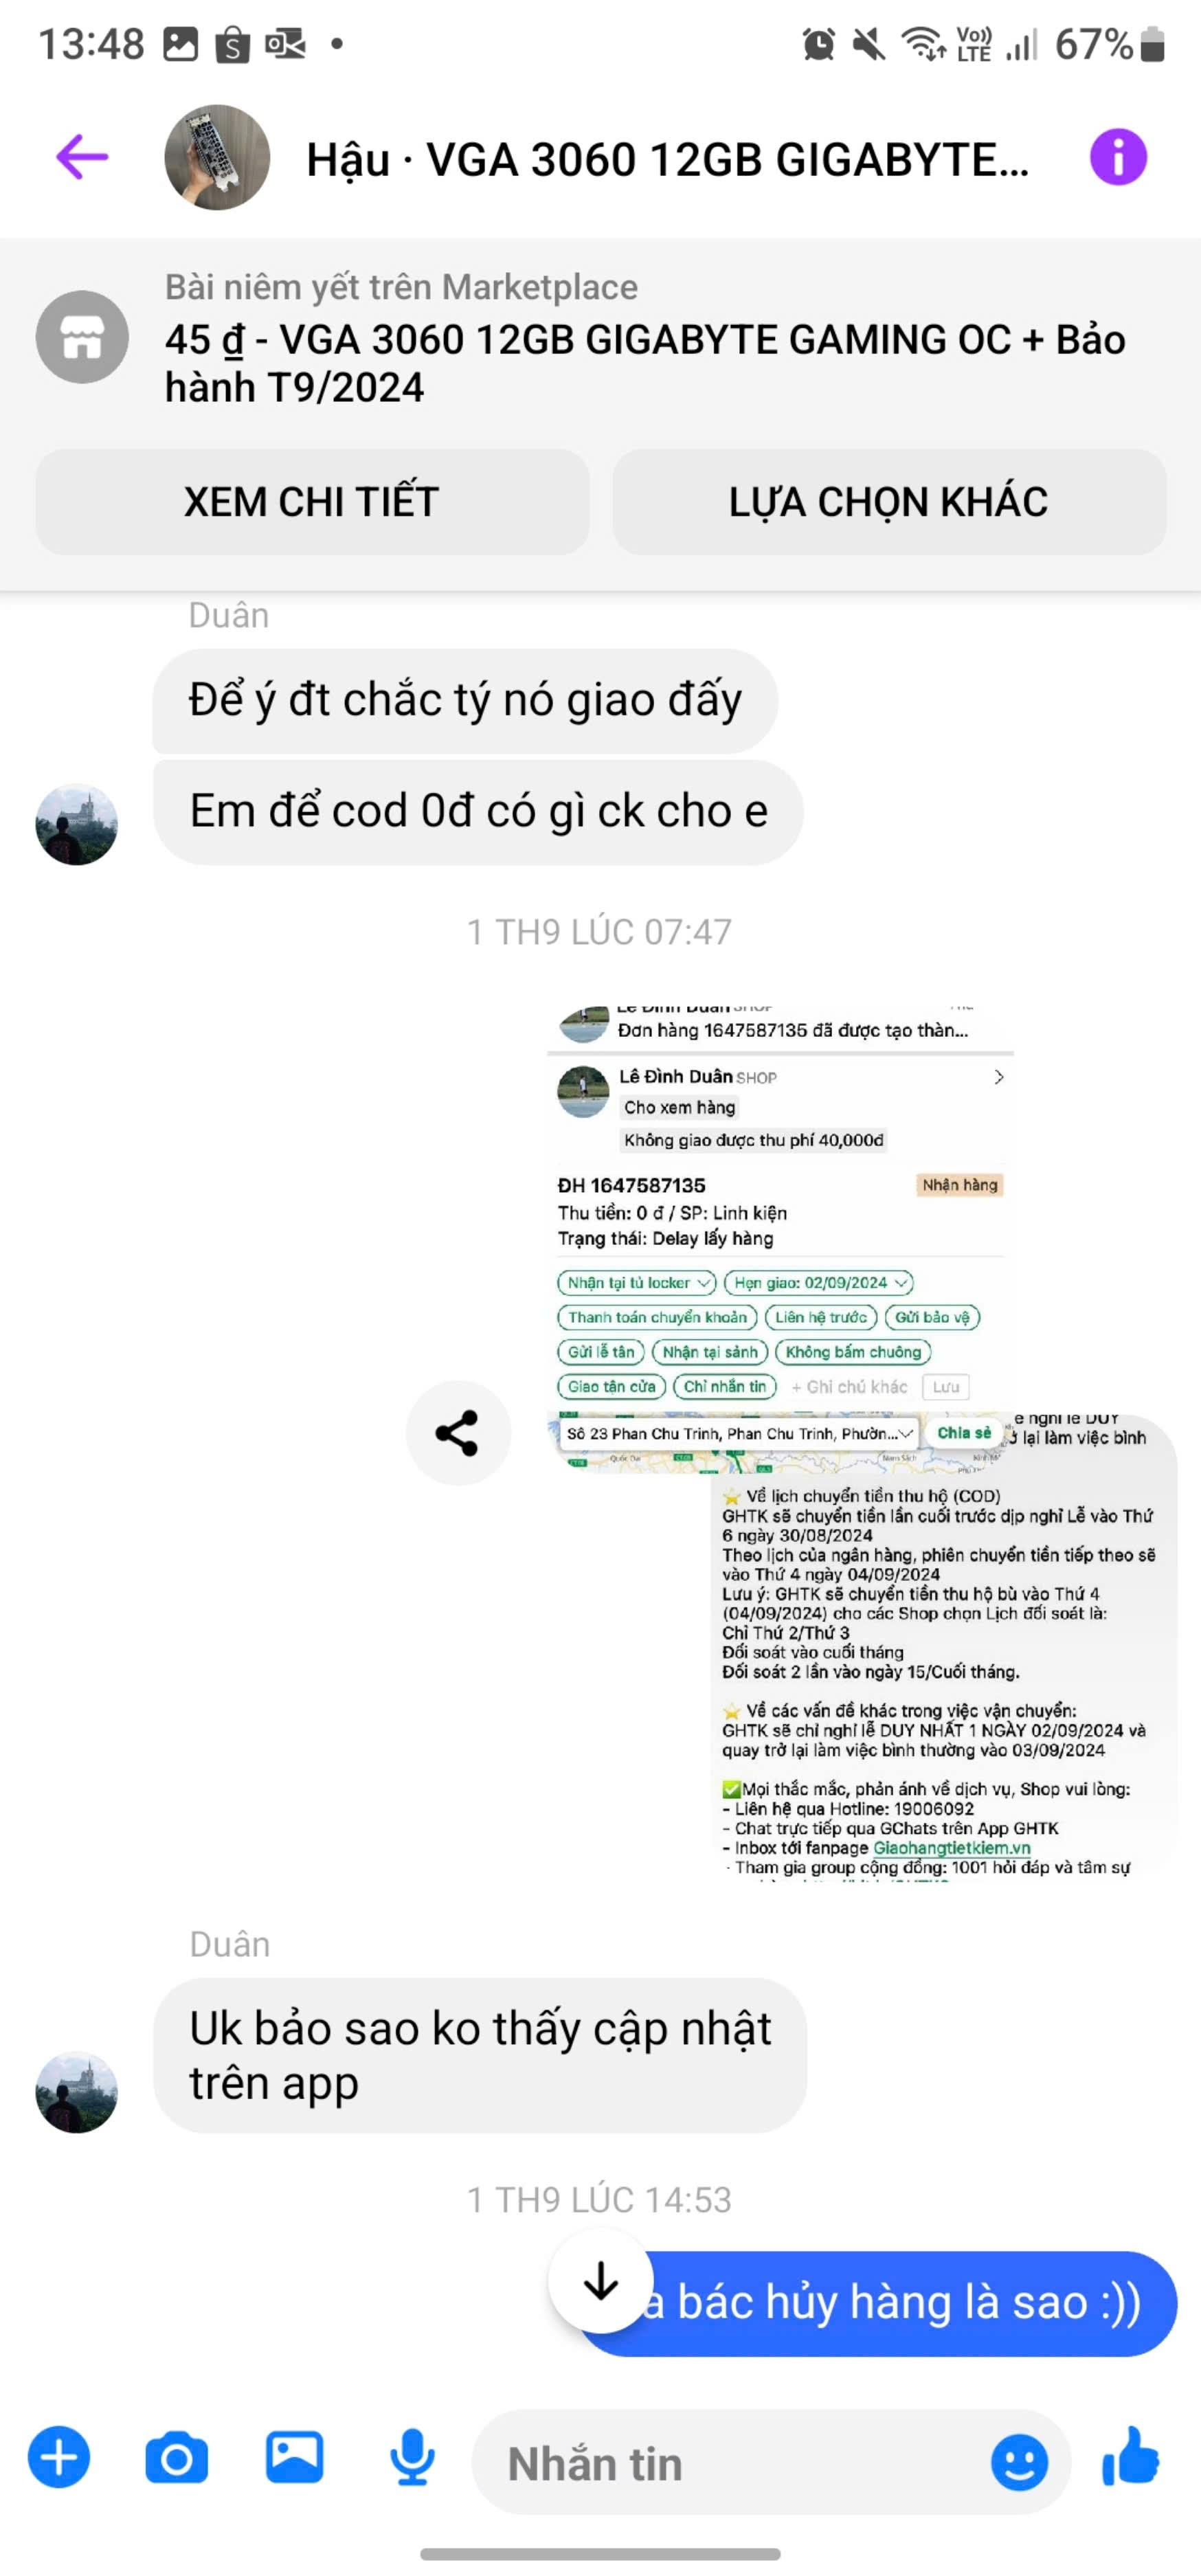 13:48
Vo)) LTE
67%
Hậu · VGA 3060 12GB GIGABYTE...
Bài niêm yết trên Marketplace
45 ₫ - VGA 3060 12GB GIGABYTE GAMING OC + Bảo
hành T9/2024
XEM CHI TIẾT
LỰA CHỌN KHÁC
Duân
Để ý đt chắc tý nó giao đấy
Em để cod 0đ có gì ck cho e
1 TH9 LÚC 07:47
Lê Đình Duân SHOP
Đơn hàng 1647587135 đã được tạo thàn...
Lê Đình Duân SHOP
Cho xem hàng
Không giao được thu phí 40,000đ
ĐH 1647587135
Nhận hàng
Thu tiền: 0 đ / SP: Linh kiện
Trạng thái: Delay lấy hàng
Nhận tại tủ locker
Hẹn giao: 02/09/2024
Thanh toán chuyển khoản
Liên hệ trước
Gửi bảo vệ
Gửi lễ tân
Nhận tại sảnh
Không bấm chuông
Giao tận cửa
Chỉ nhắn tin
+ Ghi chú khác
Lưu
Số 23 Phan Chu Trinh, Phan Chu Trinh, Phườn...
Chia sẻ
nghỉ lễ DUY
lại làm việc bình
⭐ Về lịch chuyển tiền thu hộ (COD)
GHTK sẽ chuyển tiền lần cuối trước dịp nghỉ Lễ vào Thứ
6 ngày 30/08/2024
Theo lịch của ngân hàng, phiên chuyển tiền tiếp theo sẽ
vào Thứ 4 ngày 04/09/2024
Lưu ý: GHTK sẽ chuyển tiền thu hộ bù vào Thứ 4
(04/09/2024) cho các Shop chọn Lịch đối soát là:
Chỉ Thứ 2/Thứ 3
Đối soát vào cuối tháng
Đối soát 2 lần vào ngày 15/Cuối tháng.
⭐ Về các vấn đề khác trong việc vận chuyển:
GHTK sẽ chỉ nghỉ lễ DUY NHẤT 1 NGÀY 02/09/2024 và
quay trở lại làm việc bình thường vào 03/09/2024
✅Mọi thắc mắc, phản ánh về dịch vụ, Shop vui lòng:
- Liên hệ qua Hotline: 19006092
- Chat trực tiếp qua GChats trên App GHTK
- Inbox tới fanpage Giaohangtietkiem.vn
- Tham gia group cộng đồng: 1001 hỏi đáp và tâm sự
Duân
Uk bảo sao ko thấy cập nhật
trên app
1 TH9 LÚC 14:53
bác hủy hàng là sao :))
Nhắn tin